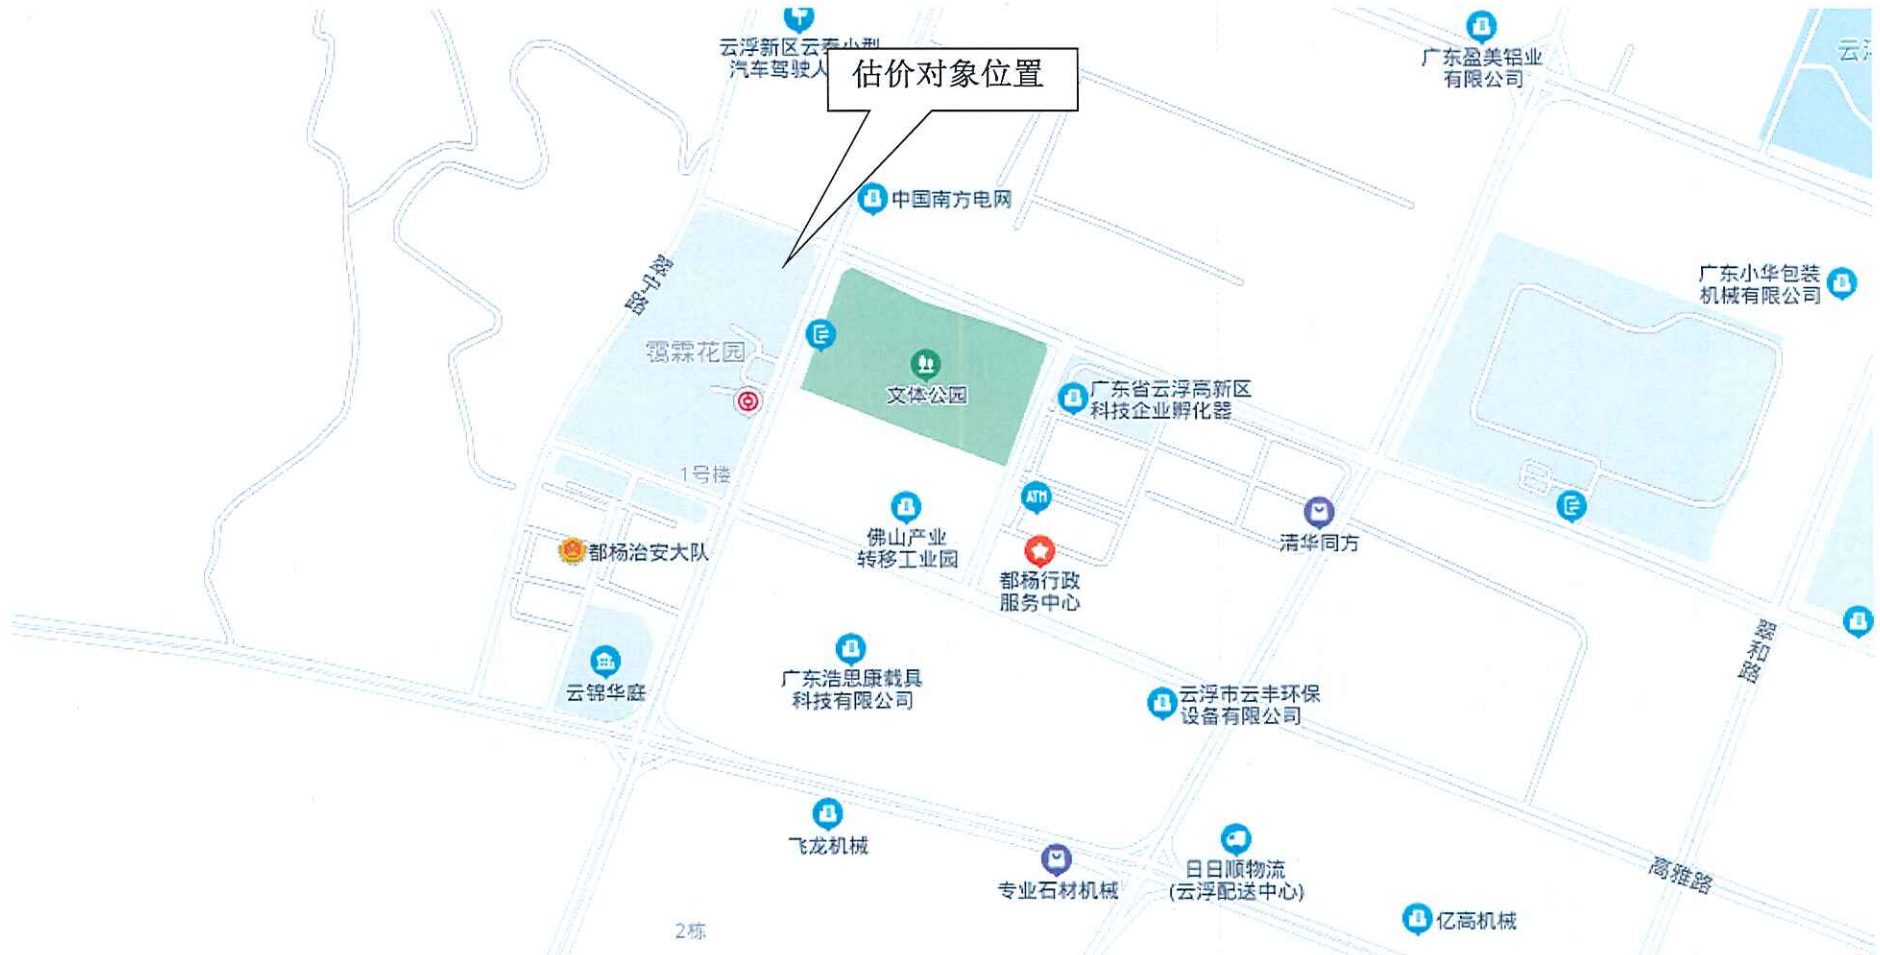 云浮新区云泰小型
汽车驾驶人
估价对象位置
广东盈美铝业
有限公司
云浮
中国南方电网
翠中路
广东小华包装
机械有限公司
霭霖花园
文体公园
广东省云浮高新区
科技企业孵化器
1号楼
ATM
佛山产业
转移工业园
清华同方
都杨治安大队
都杨行政
服务中心
翠和路
云锦华庭
广东浩思康载具
科技有限公司
云浮市云丰环保
设备有限公司
飞龙机械
专业石材机械
日日顺物流
(云浮配送中心)
高雅路
亿高机械
2栋